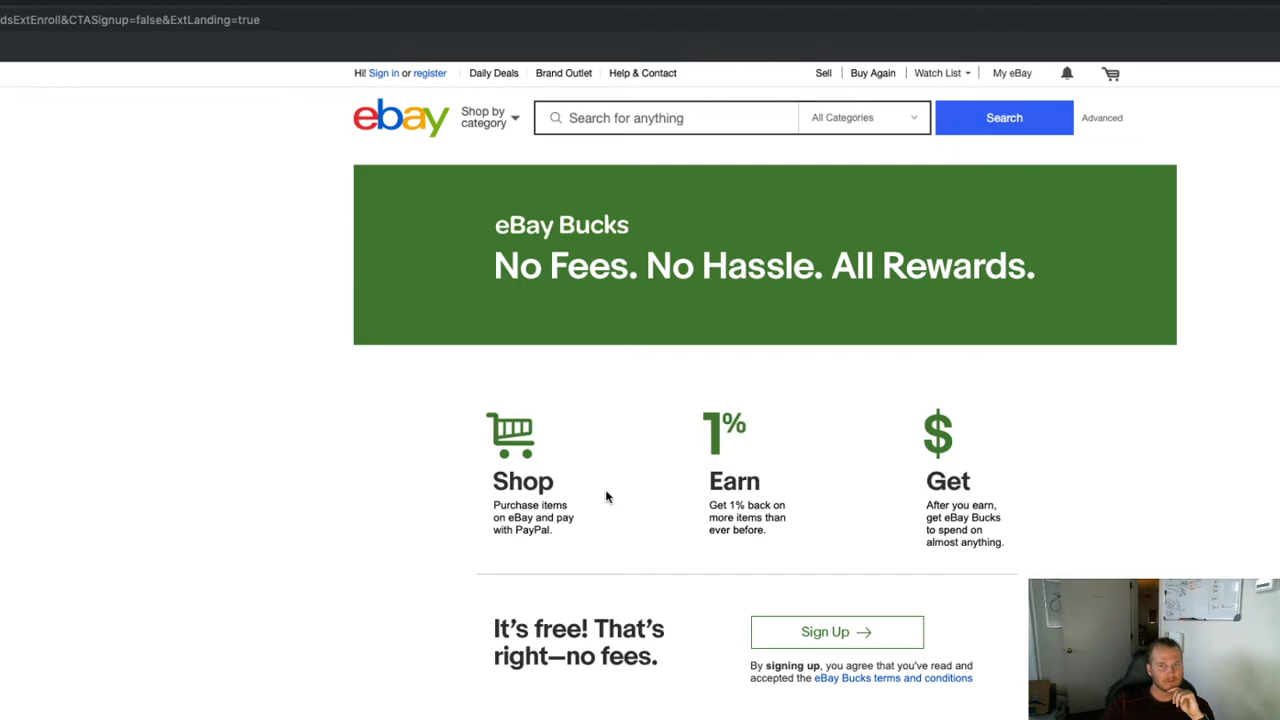 dsExtEnroll&CTASignup=false&ExtLanding=true
Hi! Sign in or register
Daily Deals
Brand Outlet
Help & Contact
Sell
Buy Again
Watch List
My eBay
ebay
Shop by
category
Search for anything
All Categories
Search
Advanced
eBay Bucks
No Fees. No Hassle. All Rewards.
Shop
Purchase items
on eBay and pay
with PayPal.
1%
Earn
Get 1% back on
more items than
ever before.
$
Get
After you earn,
get eBay Bucks
to spend on
almost anything.
It's free! That's
right—no fees.
Sign Up →
By signing up, you agree that you've read and
accepted the eBay Bucks terms and conditions